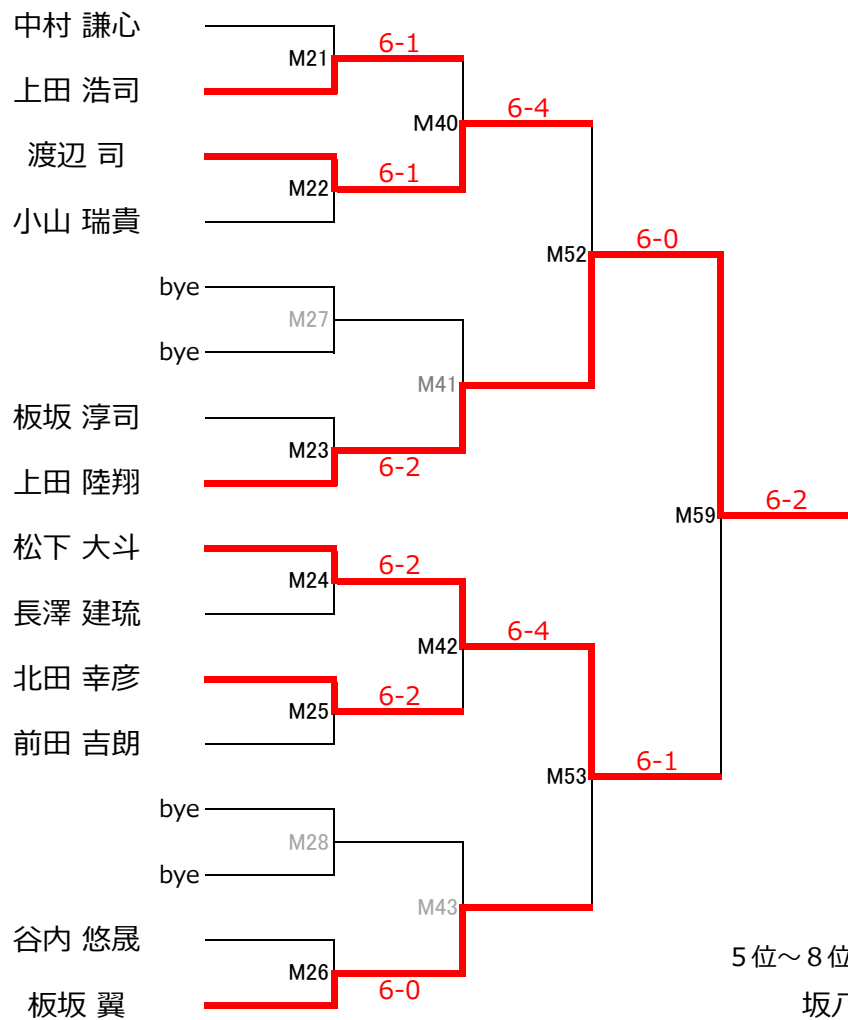 中村 謙心
6-1
M21
上田 浩司
6-4
M40
渡辺 司
6-1
M22
小山 瑞貴
6-0
M52
bye
M27
bye
M41
板坂 淳司
M23
6-2
上田 陸翔
6-2
M59
松下 大斗
6-2
M24
長澤 建琉
6-4
M42
北田 幸彦
6-2
M25
前田 吉朗
6-1
M53
bye
M28
bye
M43
谷内 悠晟
5位～8位
M26
6-0
板坂 翼
坂八